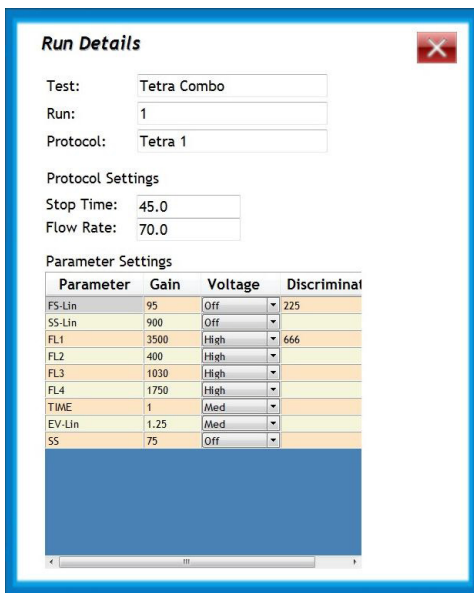 Run Details
Test: Tetra Combo
Run: 1
Protocol: Tetra 1
Protocol Settings
Stop Time: 45.0
Flow Rate: 70.0
Parameter Settings
Parameter Gain Voltage Discriminat
FS-Lin 95 Off 225
SS-Lin 900 Off
FL1 3500 High 666
FL2 400 High
FL3 1030 High
FL4 1750 High
TIME 1 Med
EV-Lin 1.25 Med
SS 75 Off